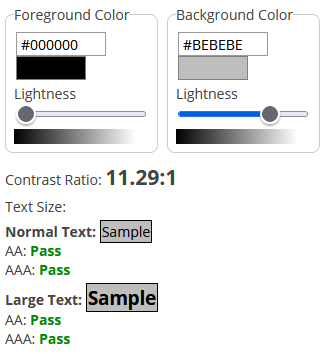 Foreground Color
#000000
Lightness
Background Color
#BEBEBE
Lightness
Contrast Ratio: 11.29:1
Text Size:
Normal Text: Sample
AA: Pass
AAA: Pass
Large Text: Sample
AA: Pass
AAA: Pass